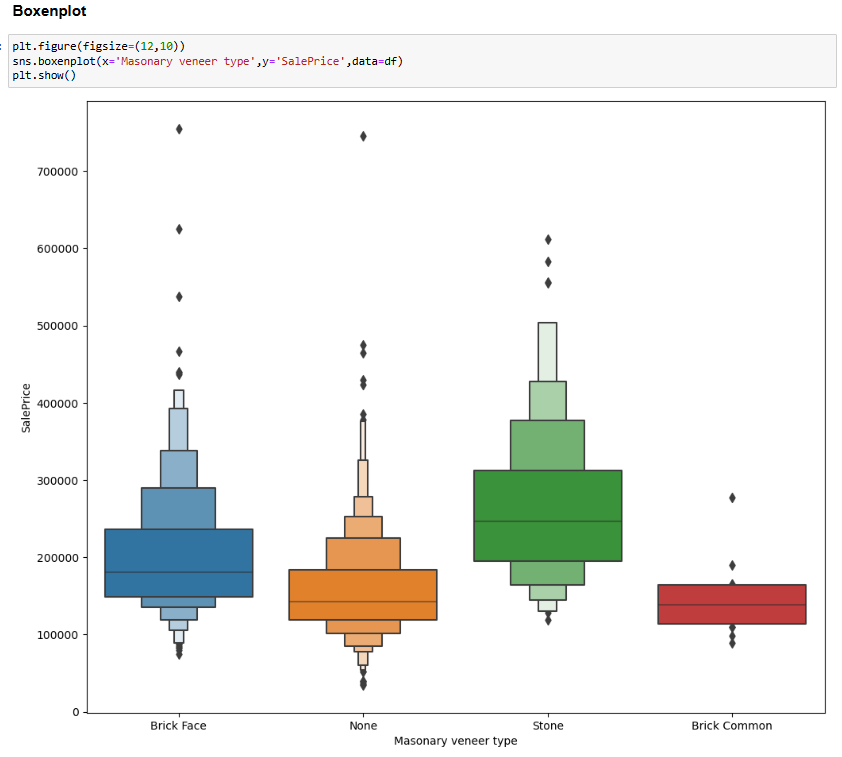 Boxenplot
plt.figure(figsize=(12,10))
sns.boxenplot(x='Masonary veneer type',y='SalePrice',data=df)
plt.show()
700000
600000
500000
400000
300000
200000
100000
0
SalePrice
Brick Face None Stone Brick Common
Masonary veneer type